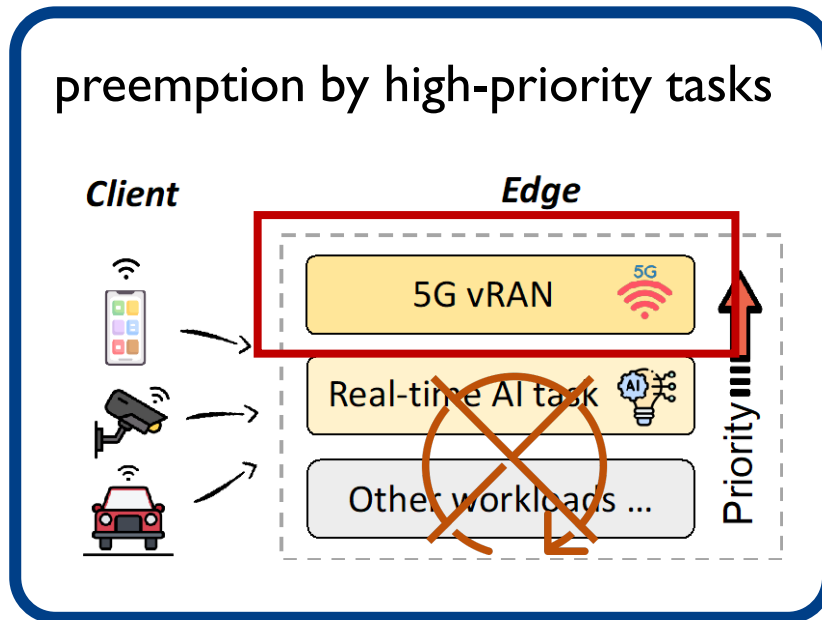 preemption by high-priority tasks
Client
Edge
5G vRAN
5G
Real-time AI task
AI
Other workloads ...
Priority